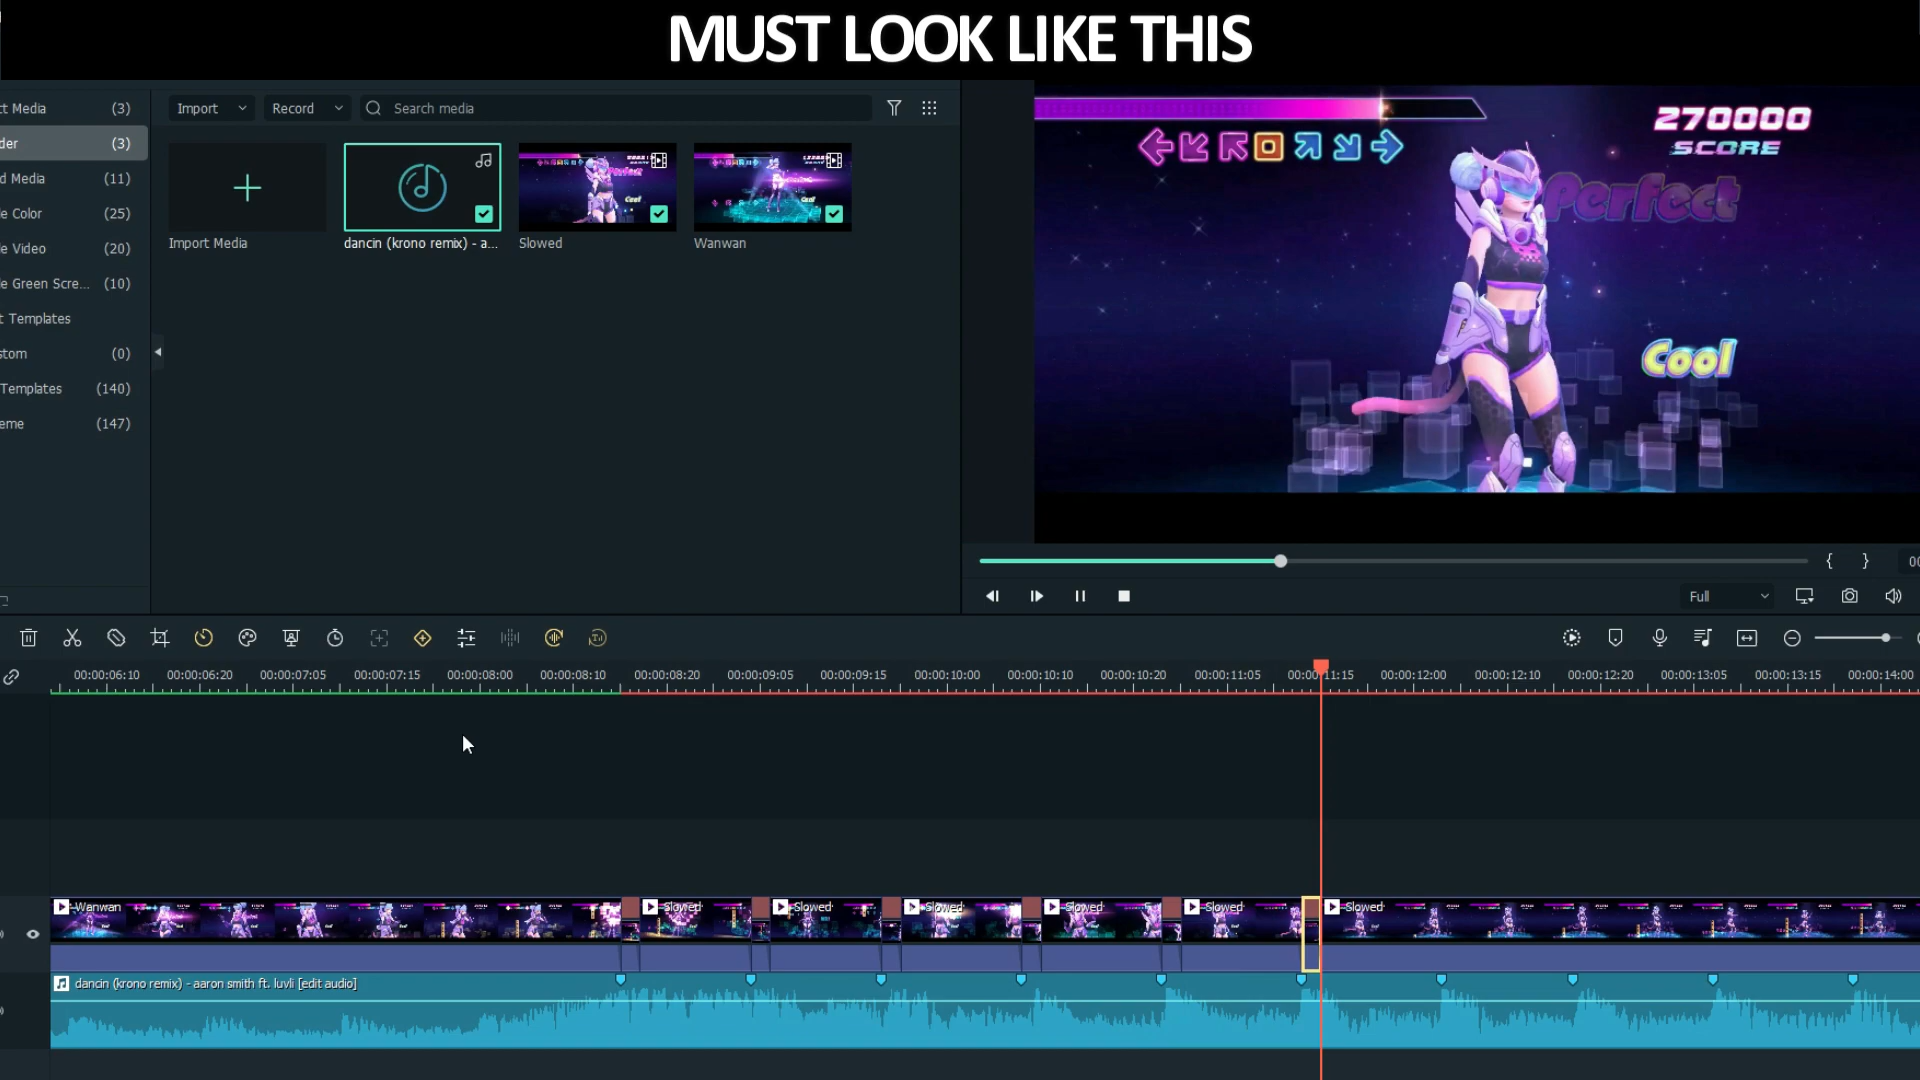 MUST LOOK LIKE THIS
ct Media (3)
Import
Record
Search media
der (3)
d Media (11)
e Color (25)
e Video (20)
e Green Scre... (10)
t Templates
stom (0)
Templates (140)
eme (147)
Import Media
dancin (krono remix) - a...
Slowed
Wanwan
270000
SCORE
Perfect
Cool
{ }
00
Full
00:00:06:10 00:00:06:20 00:00:07:05 00:00:07:15 00:00:08:00 00:00:08:10 00:00:08:20 00:00:09:05 00:00:09:15 00:00:10:00 00:00:10:10 00:00:10:20 00:00:11:05 00:00:11:15 00:00:12:00 00:00:12:10 00:00:12:20 00:00:13:05 00:00:13:15 00:00:14:00
Wanwan Slowed Slowed Slowed Slowed Slowed Slowed
dancin (krono remix) - aaron smith ft. luvli [edit audio]